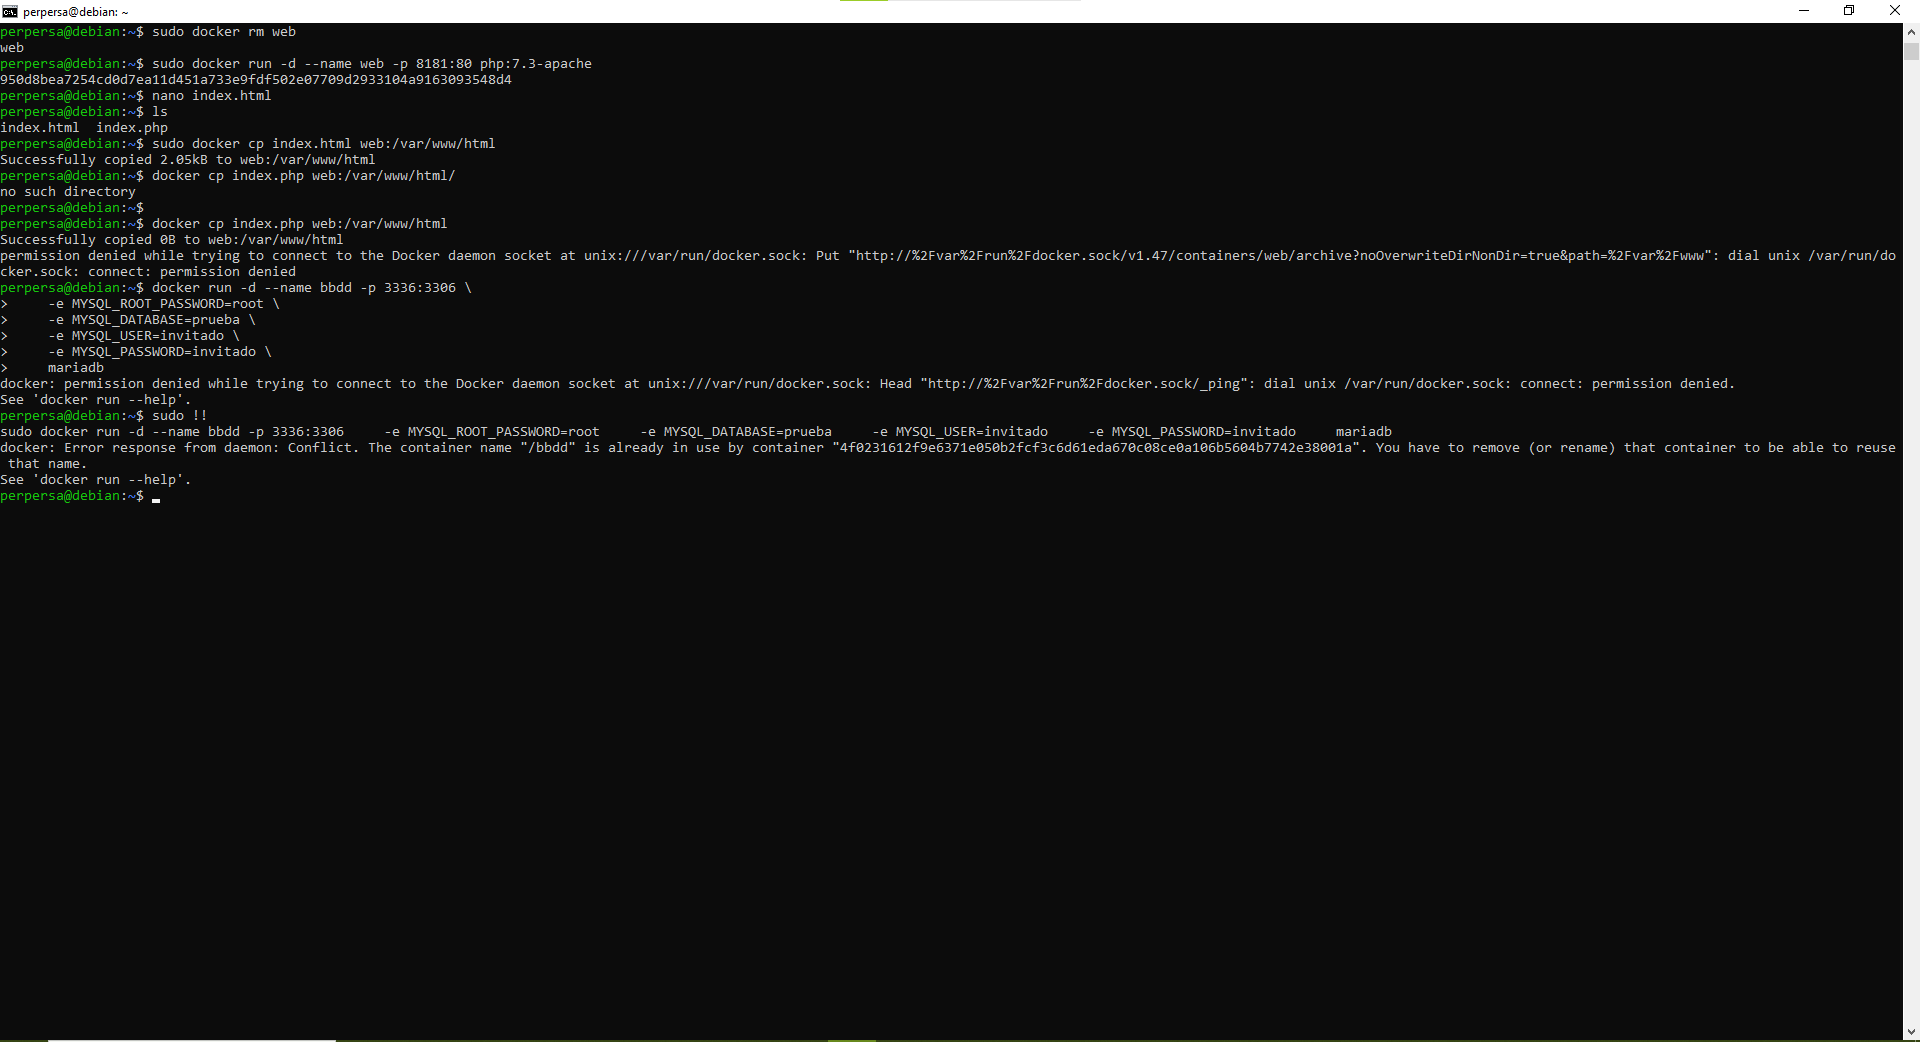 perpersa@debian: ~
perpersa@debian:~$ sudo docker rm web
web
perpersa@debian:~$ sudo docker run -d --name web -p 8181:80 php:7.3-apache
950d8bea7254cd0d7ea11d451a733e9fdf502e07709d2933104a9163093548d4
perpersa@debian:~$ nano index.html
perpersa@debian:~$ ls
index.html  index.php
perpersa@debian:~$ sudo docker cp index.html web:/var/www/html
Successfully copied 2.05kB to web:/var/www/html
perpersa@debian:~$ docker cp index.php web:/var/www/html/
no such directory
perpersa@debian:~$
perpersa@debian:~$ docker cp index.php web:/var/www/html
Successfully copied 0B to web:/var/www/html
permission denied while trying to connect to the Docker daemon socket at unix:///var/run/docker.sock: Put "http://%2Fvar%2Frun%2Fdocker.sock/v1.47/containers/web/archive?noOverwriteDirNonDir=true&path=%2Fvar%2Fwww": dial unix /var/run/do
cker.sock: connect: permission denied
perpersa@debian:~$ docker run -d --name bbdd -p 3336:3306 \
>     -e MYSQL_ROOT_PASSWORD=root \
>     -e MYSQL_DATABASE=prueba \
>     -e MYSQL_USER=invitado \
>     -e MYSQL_PASSWORD=invitado \
>     mariadb
docker: permission denied while trying to connect to the Docker daemon socket at unix:///var/run/docker.sock: Head "http://%2Fvar%2Frun%2Fdocker.sock/_ping": dial unix /var/run/docker.sock: connect: permission denied.
See 'docker run --help'.
perpersa@debian:~$ sudo !!
sudo docker run -d --name bbdd -p 3336:3306     -e MYSQL_ROOT_PASSWORD=root     -e MYSQL_DATABASE=prueba     -e MYSQL_USER=invitado     -e MYSQL_PASSWORD=invitado     mariadb
docker: Error response from daemon: Conflict. The container name "/bbdd" is already in use by container "4f0231612f9e6371e050b2fcf3c6d61eda670c08ce0a106b5604b7742e38001a". You have to remove (or rename) that container to be able to reuse
 that name.
See 'docker run --help'.
perpersa@debian:~$